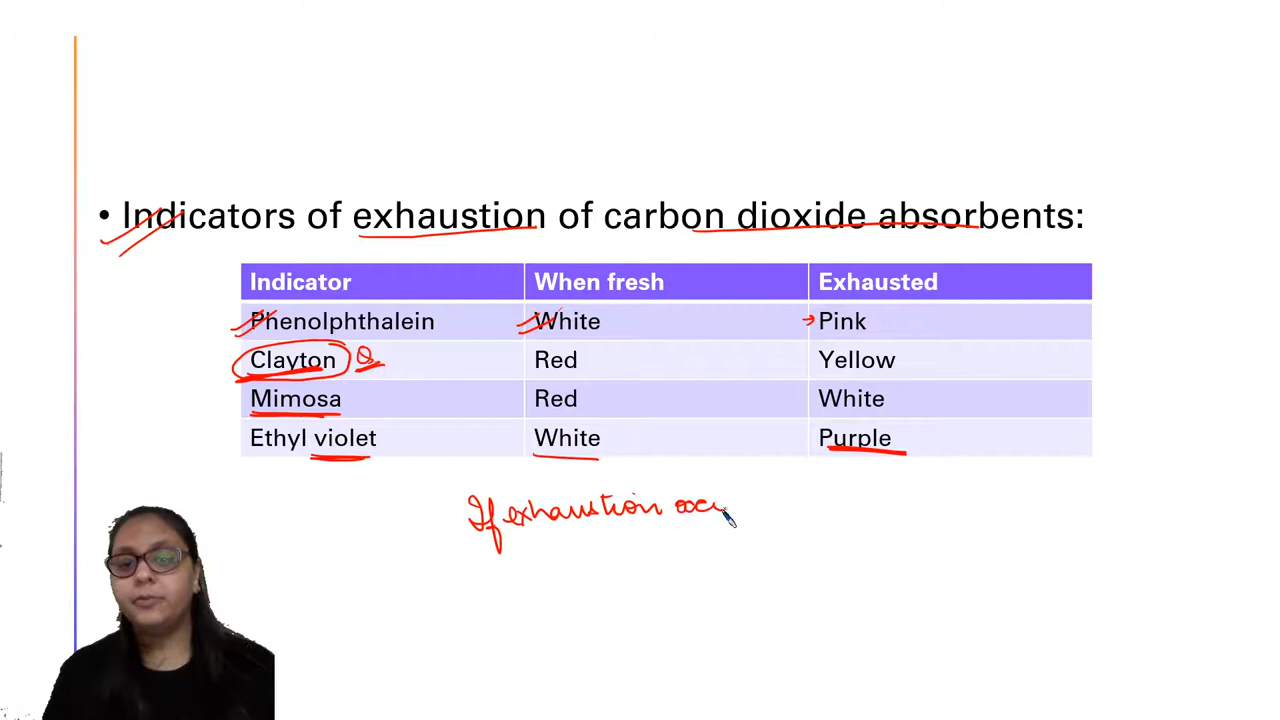 • Indicators of exhaustion of carbon dioxide absorbents:
Indicator When fresh Exhausted
Phenolphthalein White Pink
Clayton Q Red Yellow
Mimosa Red White
Ethyl violet White Purple
If exhaustion occu